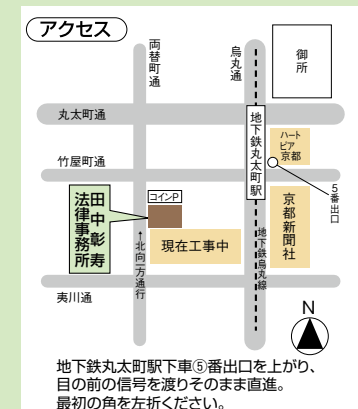 アクセス
両替町通
烏丸通
御所
丸太町通
地下鉄丸太町駅
ハートピア京都
竹屋町通
5番出口
田中彰寿
法律事務所
コインP
↑北向一方通行
現在工事中
地下鉄烏丸線
京都新聞社
夷川通
N
地下鉄丸太町駅下車⑤番出口を上がり、
目の前の信号を渡りそのまま直進。
最初の角を左折ください。